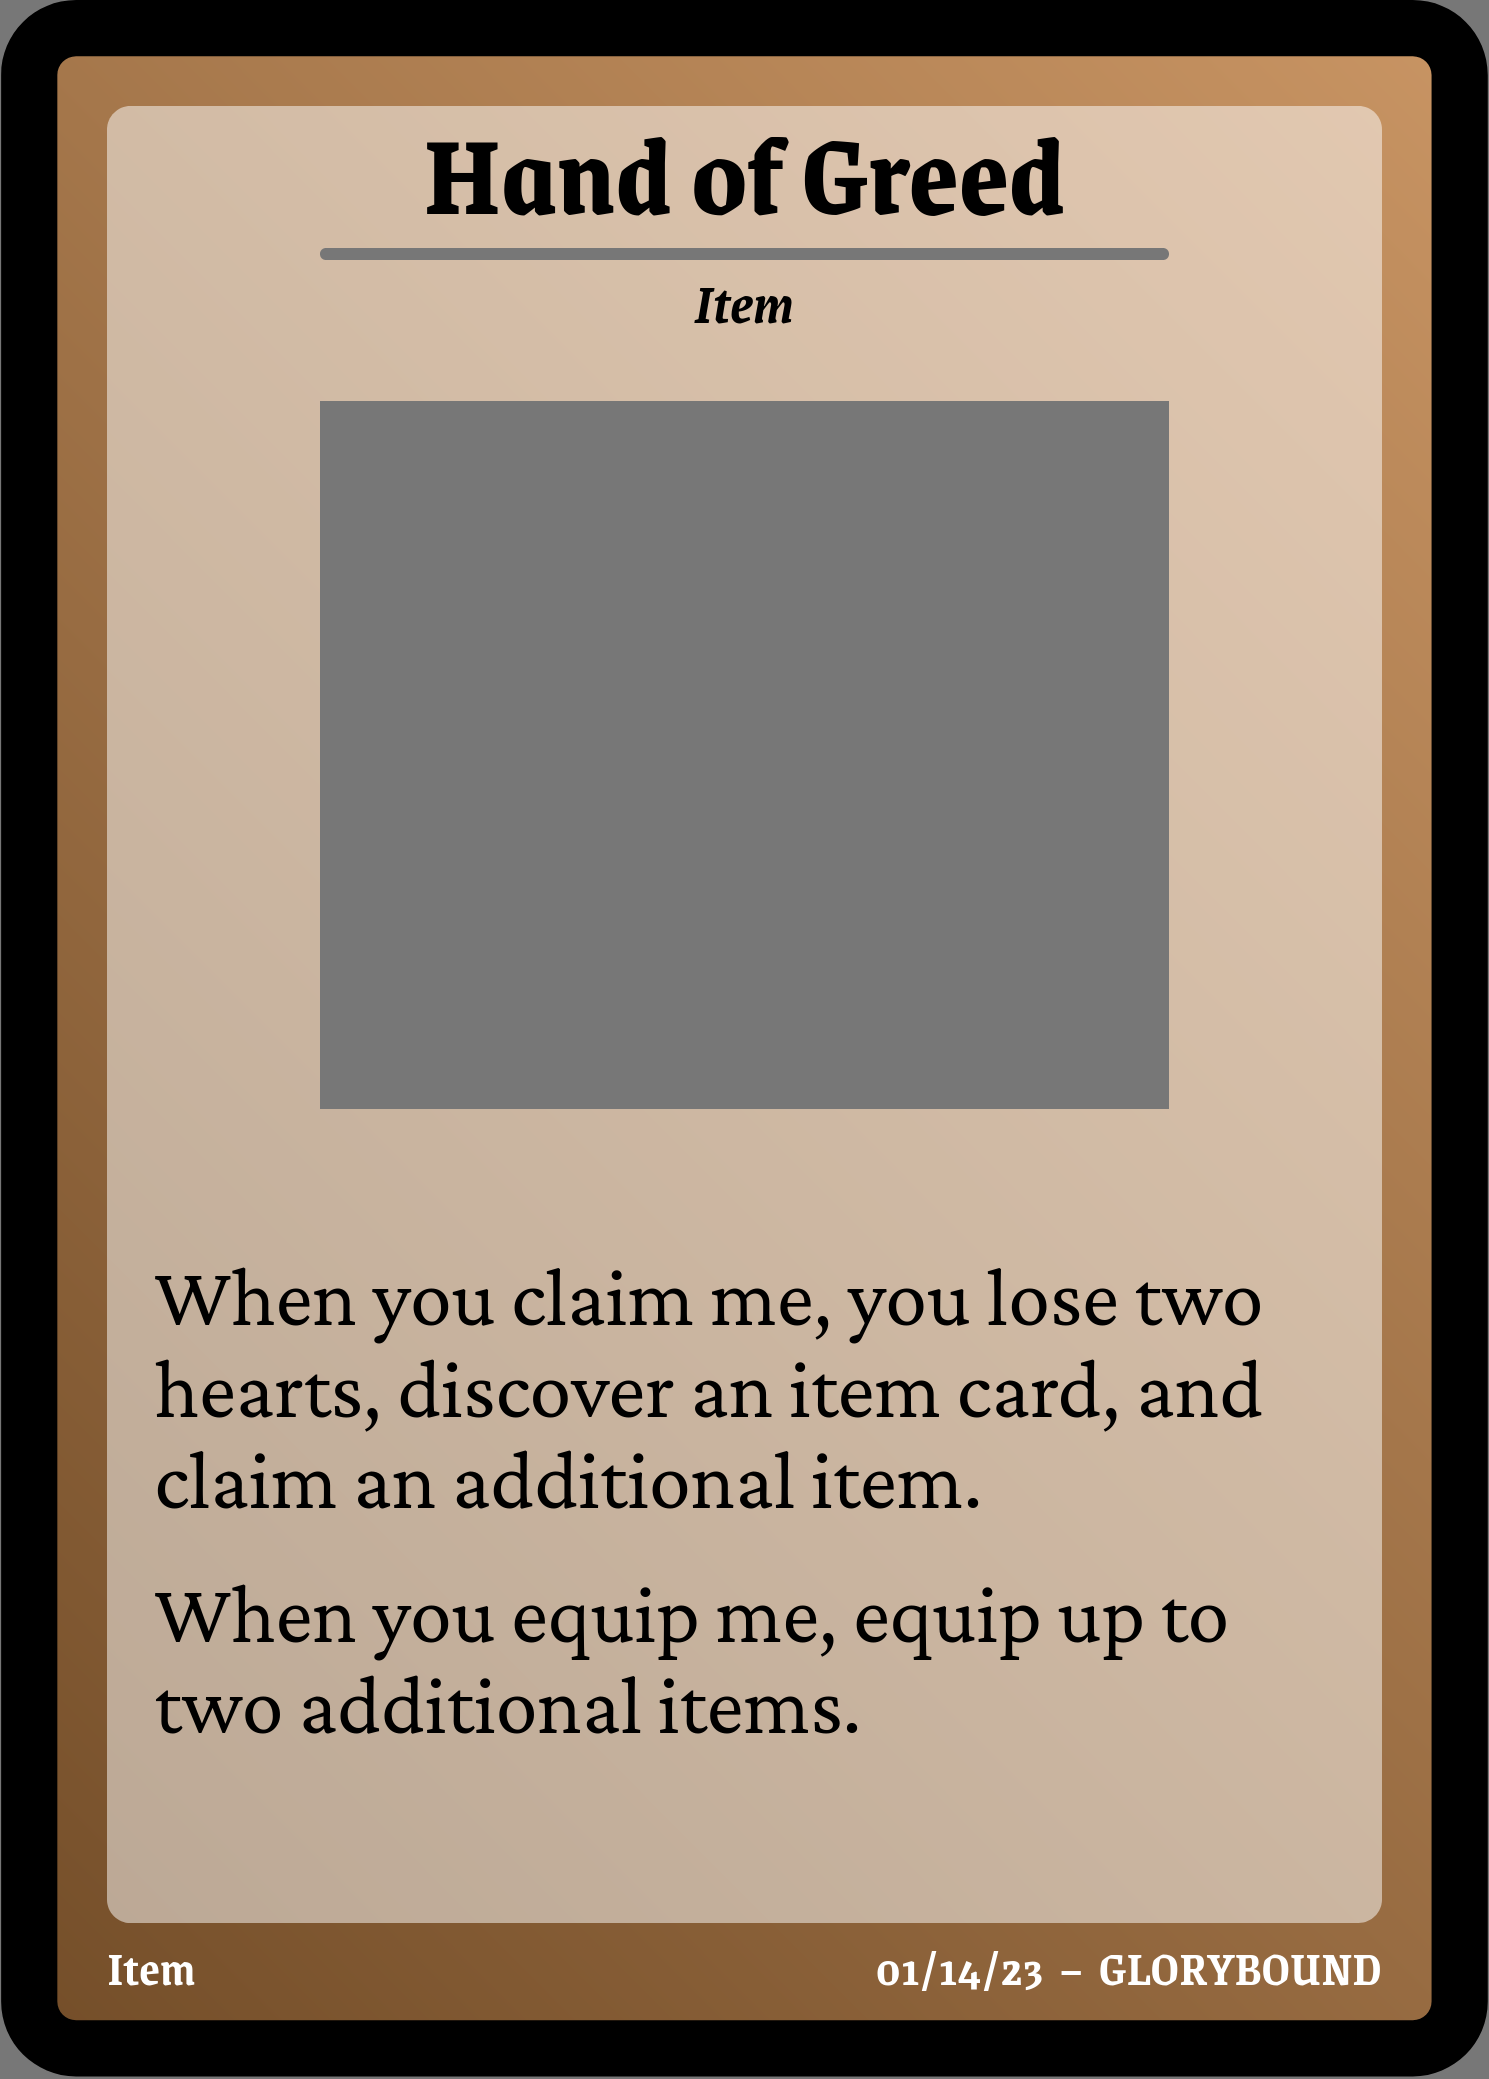 Hand of Greed
Item
When you claim me, you lose two
hearts, discover an item card, and
claim an additional item.
When you equip me, equip up to
two additional items.
Item
01/14/23 – GLORYBOUND